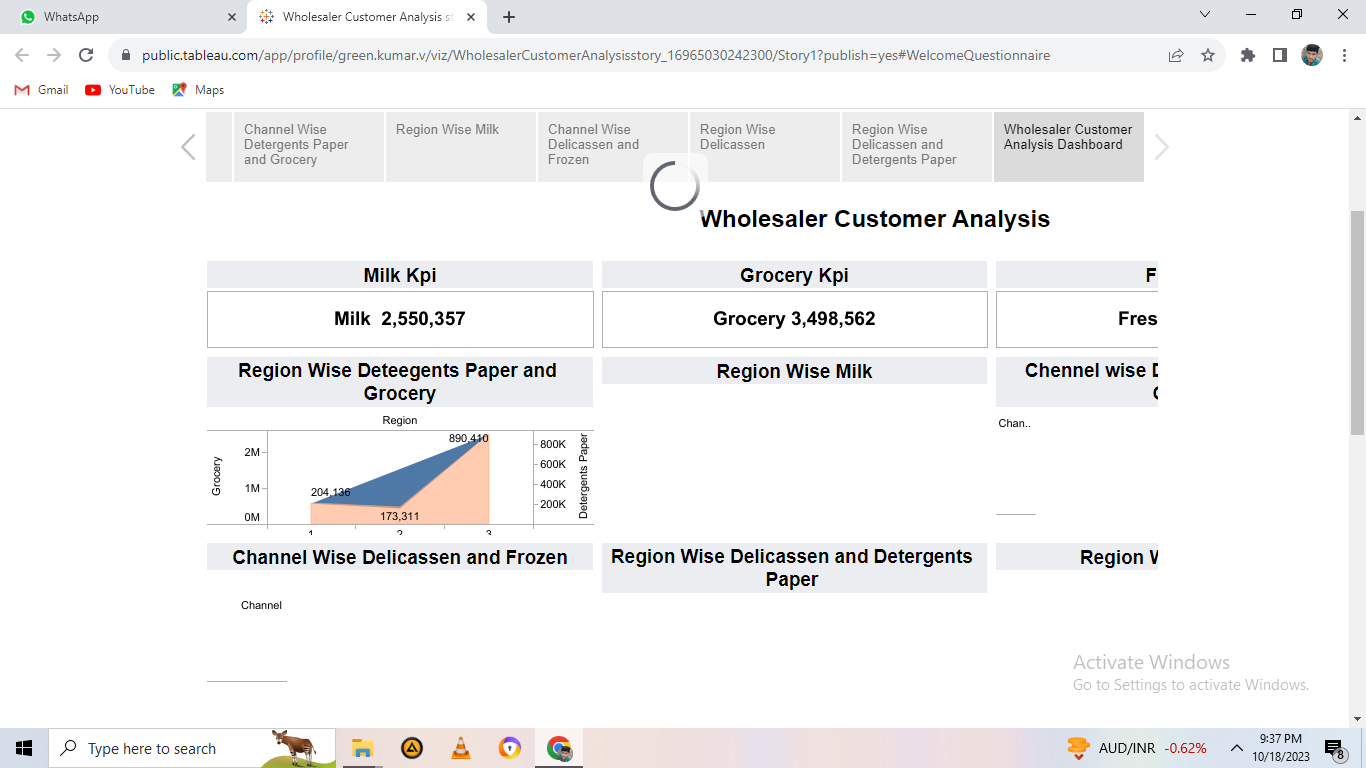 WhatsApp
Wholesaler Customer Analysis st
public.tableau.com/app/profile/green.kumar.v/viz/WholesalerCustomerAnalysisstory_16965030242300/Story1?publish=yes#WelcomeQuestionnaire
Gmail
YouTube
Maps
Channel Wise
Detergents Paper
and Grocery
Region Wise Milk
Channel Wise
Delicassen and
Frozen
Region Wise
Delicassen
Region Wise
Delicassen and
Detergents Paper
Wholesaler Customer
Analysis Dashboard
Wholesaler Customer Analysis
Milk Kpi
Grocery Kpi
F
Milk 2,550,357
Grocery 3,498,562
Fres
Region Wise Deteegents Paper and
Grocery
Region Wise Milk
Chennel wise D
Region
Chan..
890,410
2M
1M
0M
Grocery
204,136
173,311
800K
600K
400K
200K
Detergents Paper
1
2
3
Channel Wise Delicassen and Frozen
Region Wise Delicassen and Detergents
Paper
Region W
Channel
Activate Windows
Go to Settings to activate Windows.
Type here to search
AUD/INR -0.62%
9:37 PM
10/18/2023
8